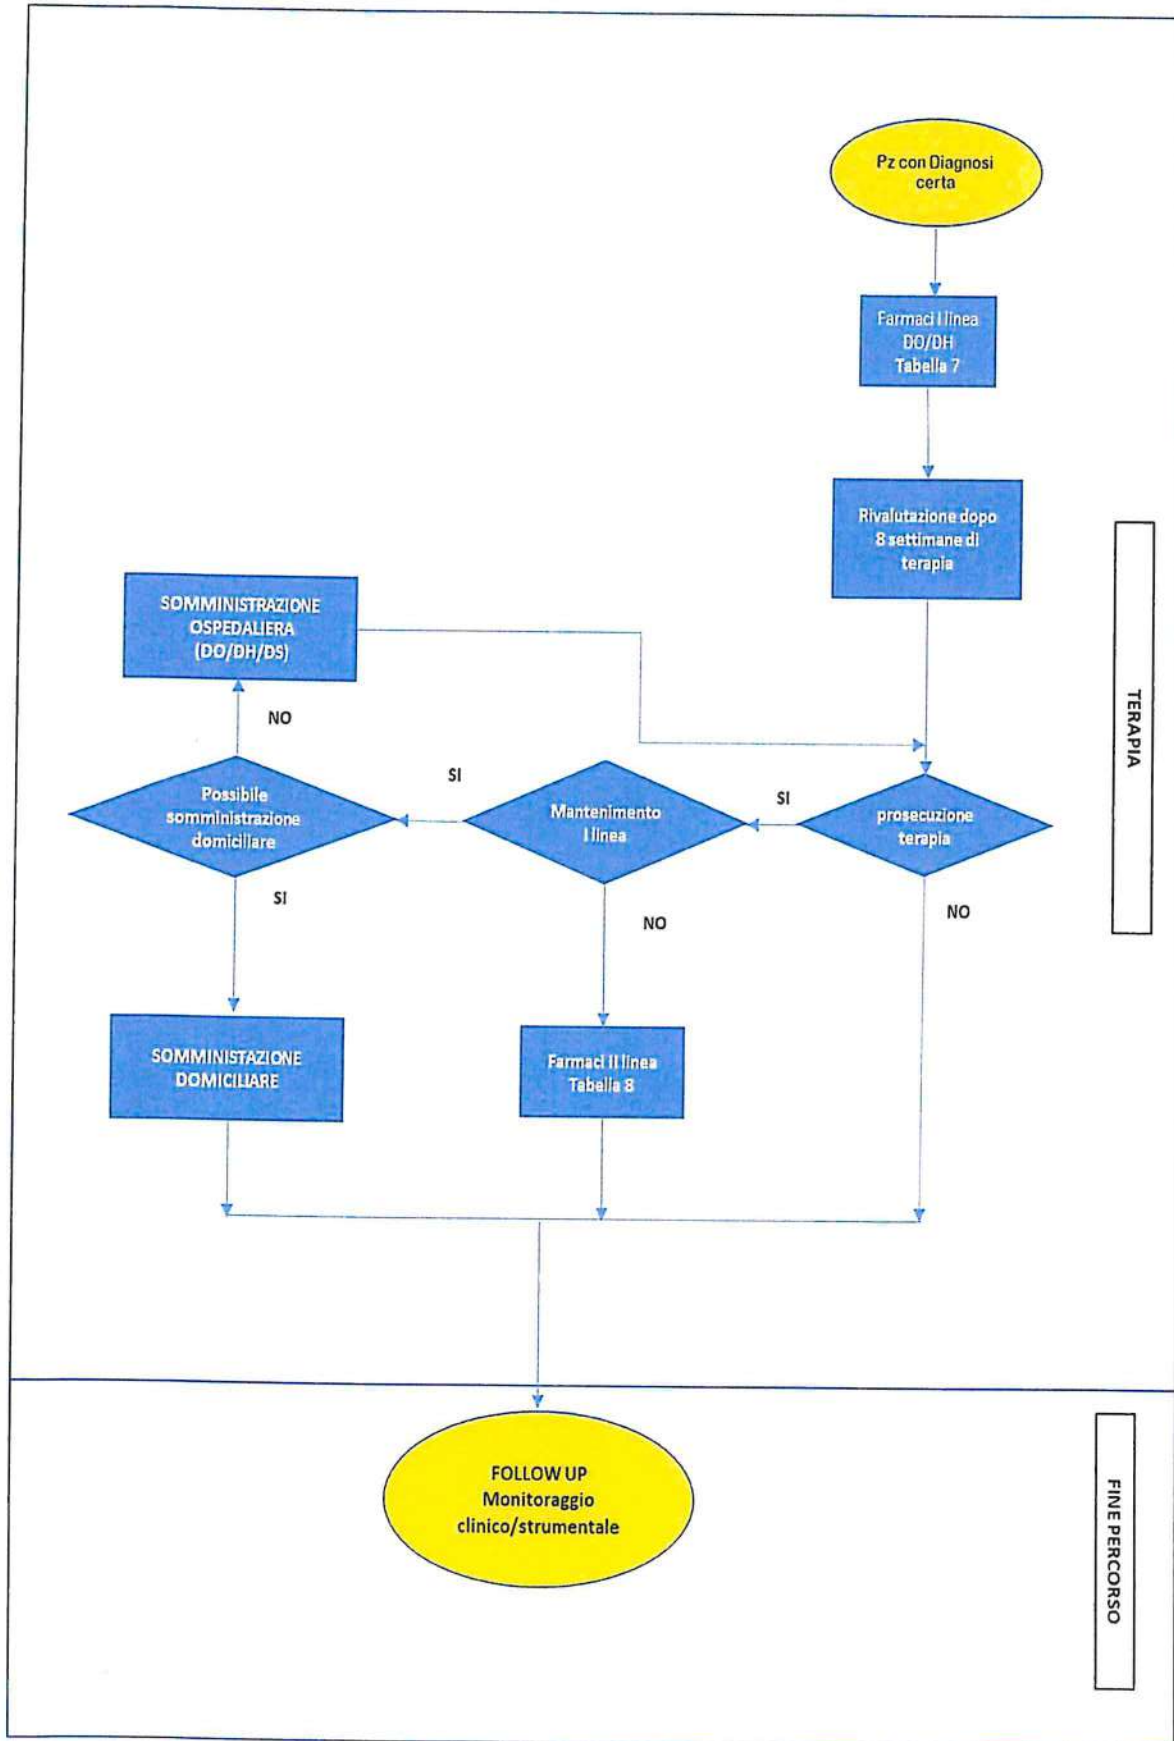 Pz con Diagnosi
certa
Farmaci I linea
DO/DH
Tabella 7
Rivalutazione dopo
8 settimane di
terapia
TERAPIA
SOMMINISTRAZIONE
OSPEDALIERA
(DO/DH/DS)
NO
Possibile
somministrazione
domiciliare
SI
Mantenimento
I linea
SI
prosecuzione
terapia
SI
NO
NO
SOMMINISTAZIONE
DOMICILIARE
Farmaci II linea
Tabella 8
FOLLOW UP
Monitoraggio
clinico/strumentale
FINE PERCORSO